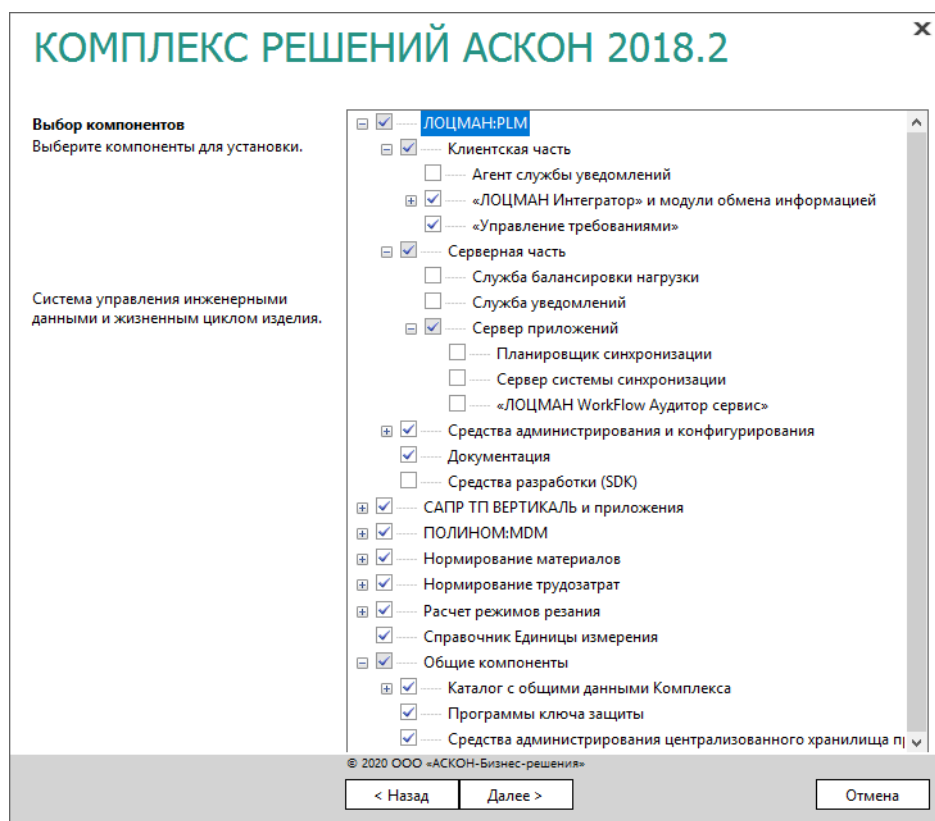 КОМПЛЕКС РЕШЕНИЙ АСКОН 2018.2
Выбор компонентов
Выберите компоненты для установки.
Система управления инженерными
данными и жизненным циклом изделия.
ЛОЦМАН:PLM
Клиентская часть
Агент службы уведомлений
«ЛОЦМАН Интегратор» и модули обмена информацией
«Управление требованиями»
Серверная часть
Служба балансировки нагрузки
Служба уведомлений
Сервер приложений
Планировщик синхронизации
Сервер системы синхронизации
«ЛОЦМАН WorkFlow Аудитор сервис»
Средства администрирования и конфигурирования
Документация
Средства разработки (SDK)
САПР ТП ВЕРТИКАЛЬ и приложения
ПОЛИНОМ:MDM
Нормирование материалов
Нормирование трудозатрат
Расчет режимов резания
Справочник Единицы измерения
Общие компоненты
Каталог с общими данными Комплекса
Программы ключа защиты
Средства администрирования централизованного хранилища
© 2020 ООО «АСКОН-Бизнес-решения»
< Назад
Далее >
Отмена